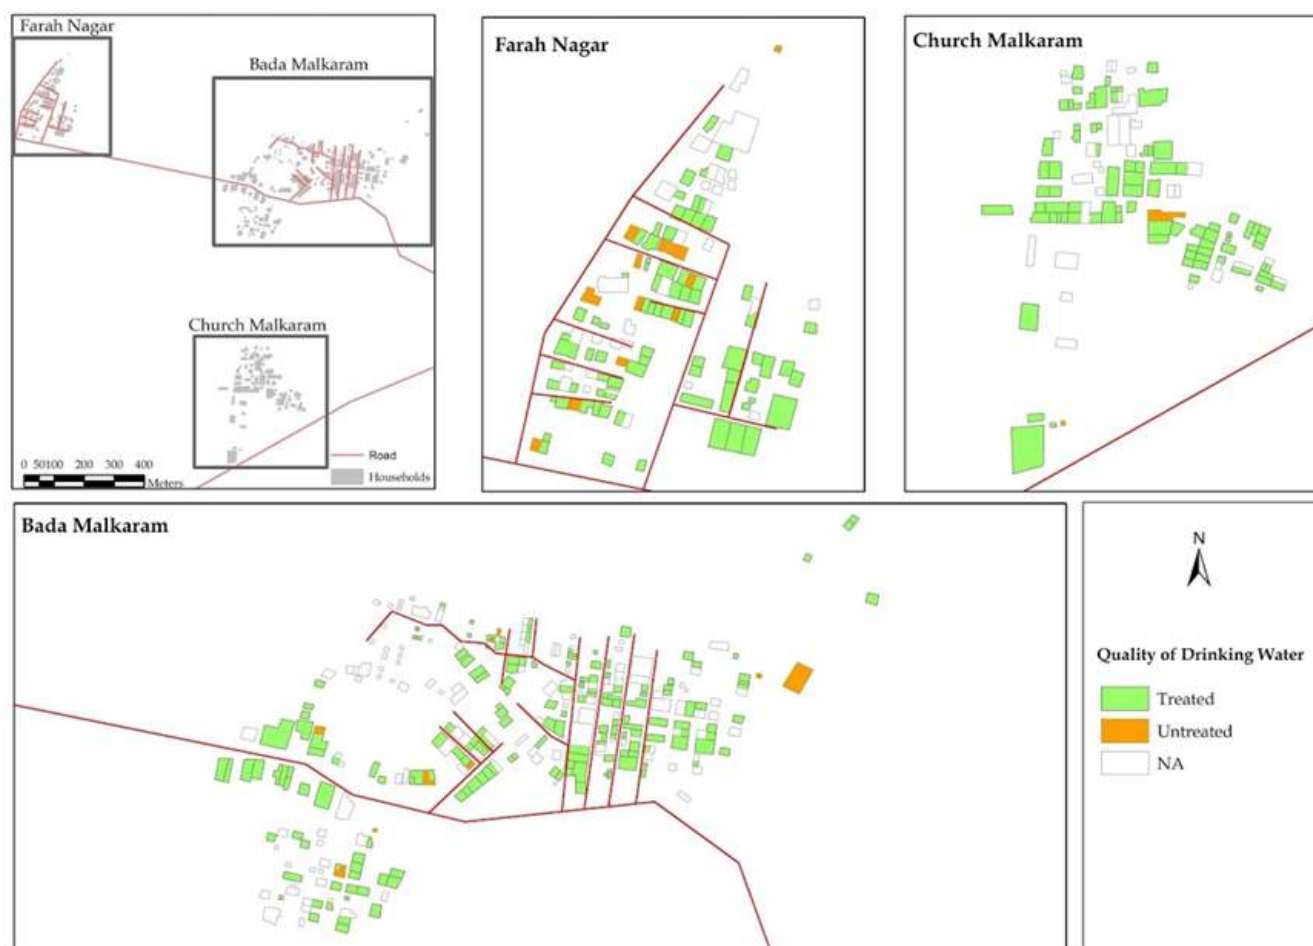 Farah Nagar
Bada Malkaram
Church Malkaram
0 50100 200 300 400
Meters
Road
Households
Farah Nagar
Church Malkaram
Bada Malkaram
N
Quality of Drinking Water
Treated
Untreated
NA